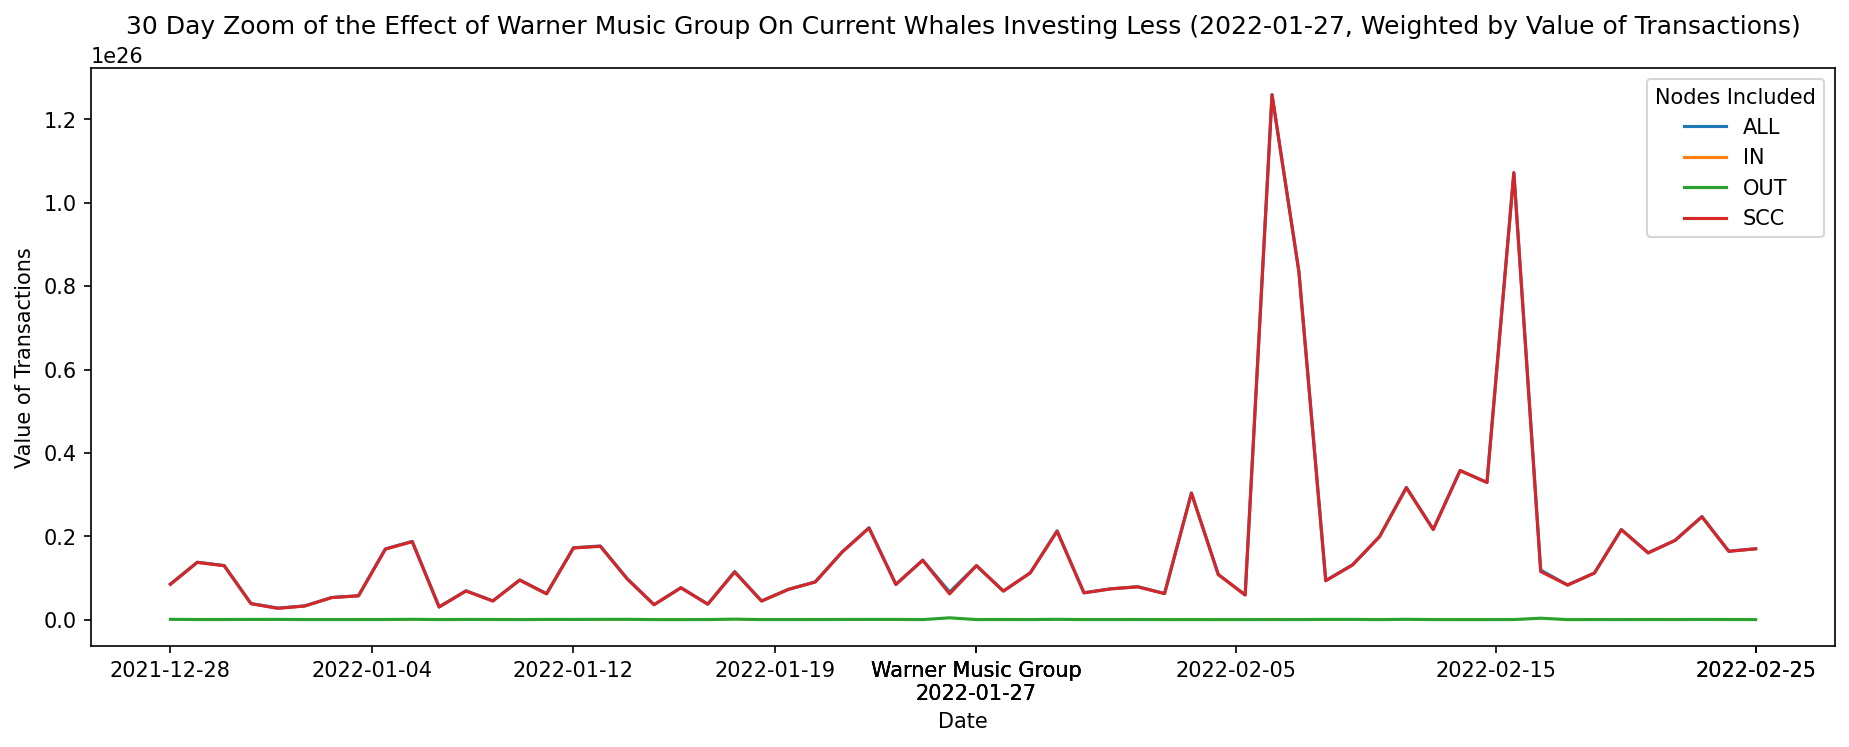 30 Day Zoom of the Effect of Warner Music Group On Current Whales Investing Less (2022-01-27, Weighted by Value of Transactions)
1e26
Nodes Included
ALL
IN
OUT
SCC
1.2
1.0
0.8
0.6
0.4
0.2
0.0
Value of Transactions
2021-12-28 2022-01-04 2022-01-12 2022-01-19 Warner Music Group 2022-02-05 2022-02-15 2022-02-25
2022-01-27
Date